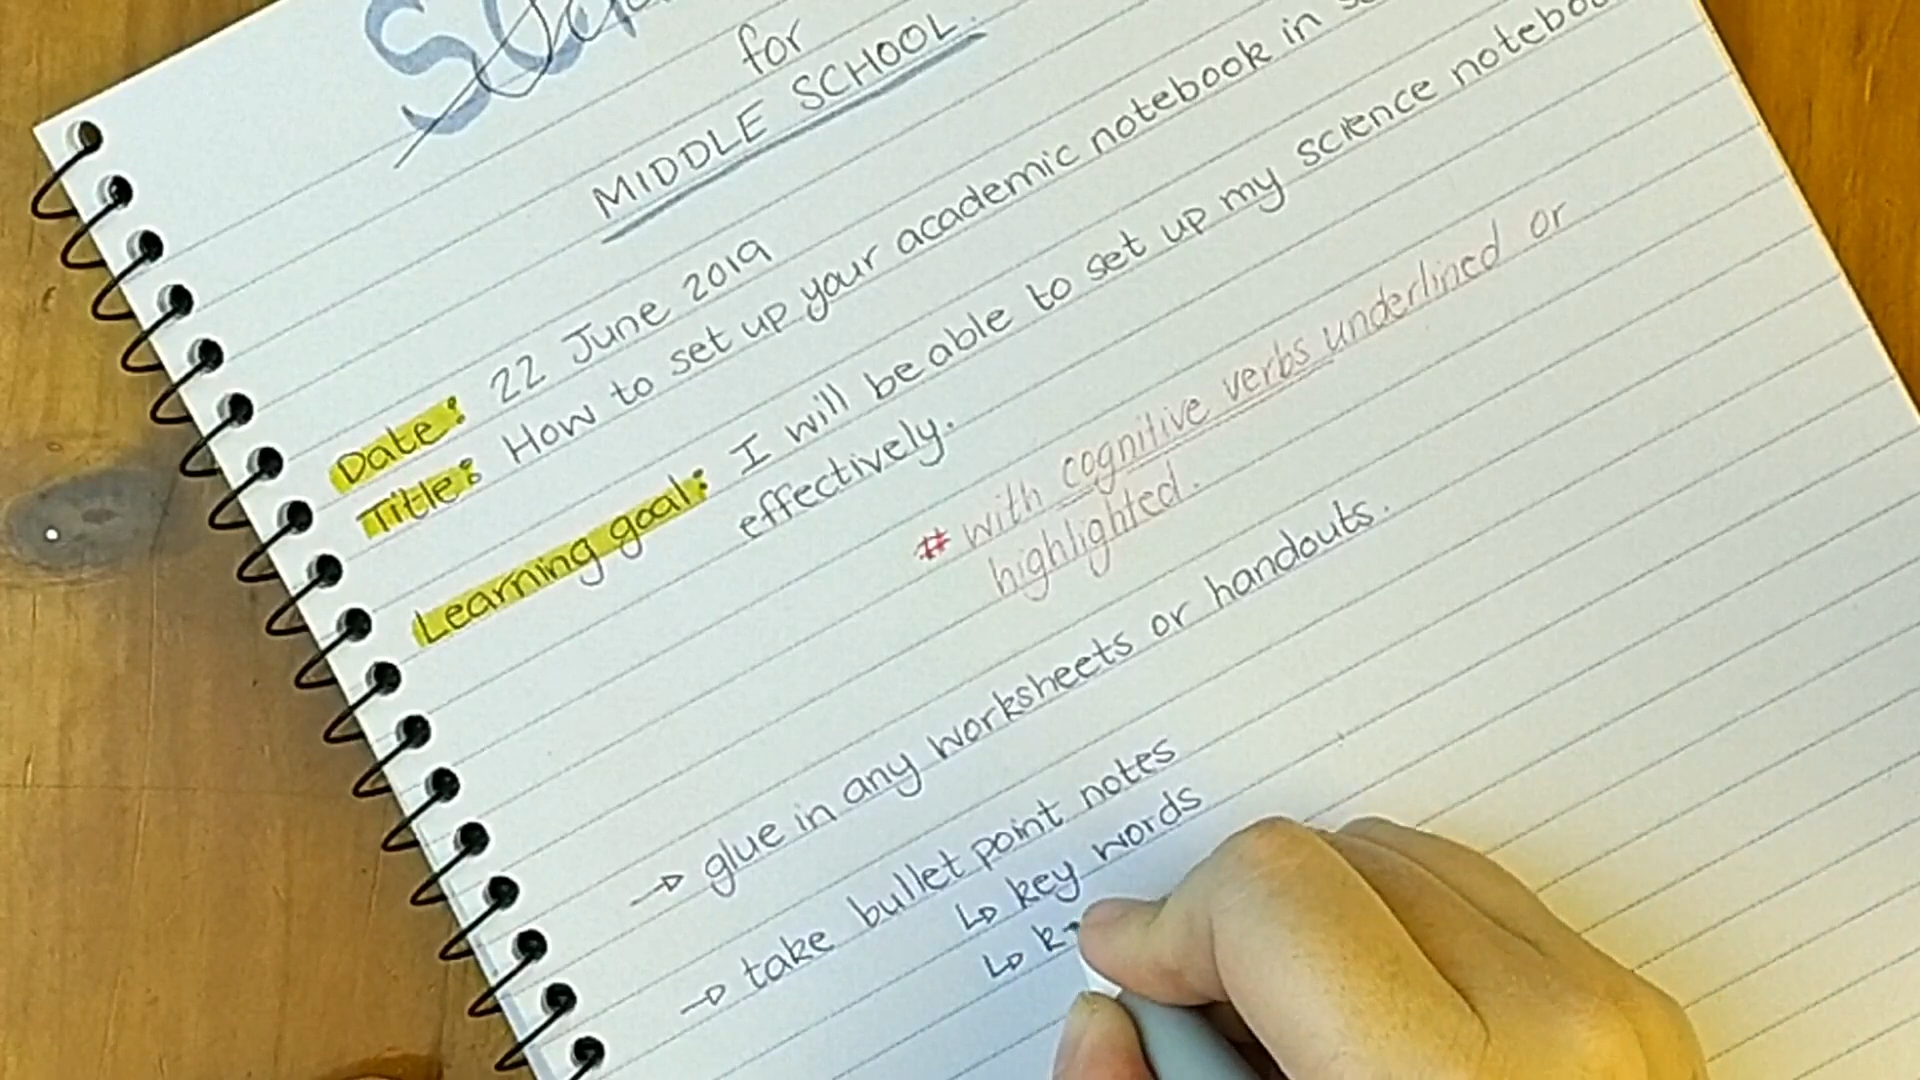 for
MIDDLE SCHOOL.
Date: 22 June 2019
Title: How to set up your academic notebook in
Learning goal: I will be able to set up my science
effectively.
# with cognitive verbs underlined or
highlighted.
→ glue in any worksheets or handouts.
→ take bullet point notes
↳ key words
↳